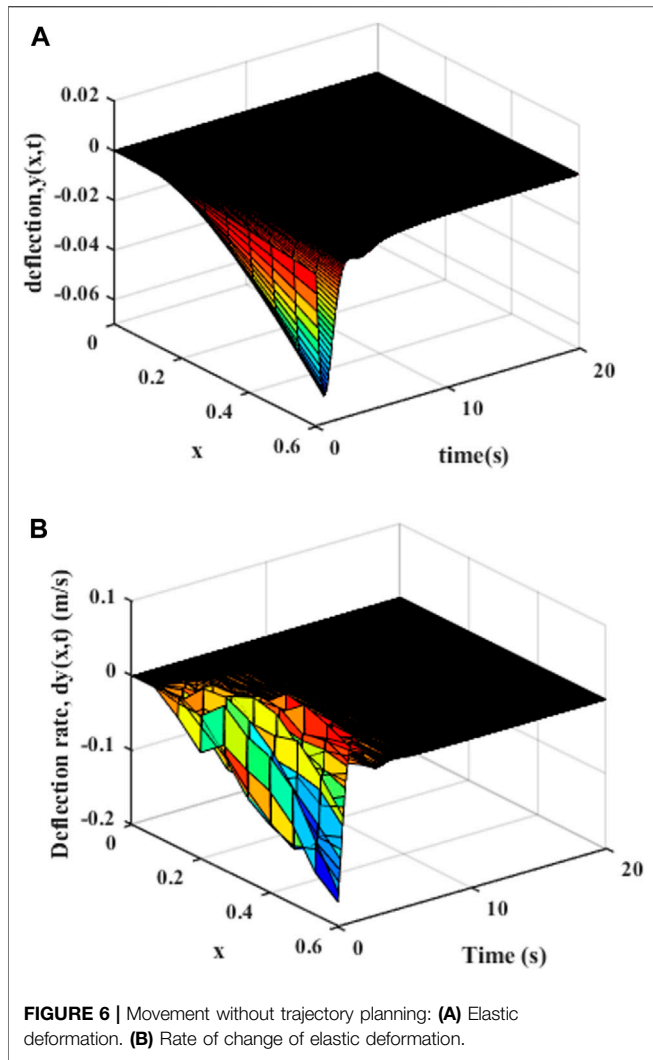 A
0.02
0
-0.02
-0.04
-0.06
deflection,y(x,t)
0
0.2
0.4
0.6
x
0
10
20
time(s)
B
0.1
0
-0.1
-0.2
Deflection rate, dy(x,t) (m/s)
0
0.2
0.4
0.6
x
0
10
20
Time (s)
FIGURE 6 | Movement without trajectory planning: (A) Elastic
deformation. (B) Rate of change of elastic deformation.